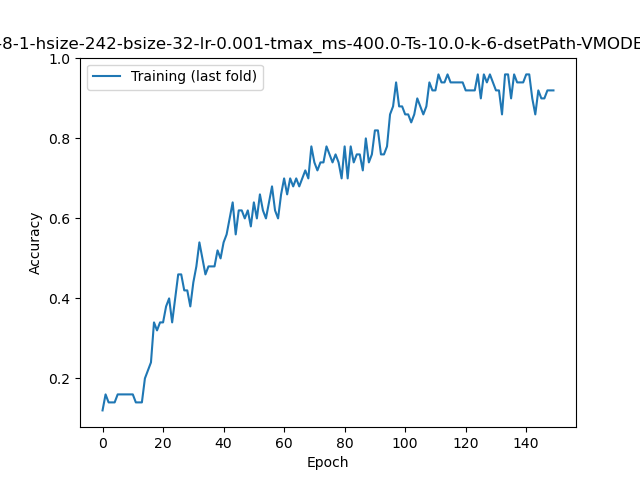 -8-1-hsize-242-bsize-32-lr-0.001-tmax_ms-400.0-Ts-10.0-k-6-dsetPath-VMODE
Training (last fold)
1.0
0.8
0.6
0.4
0.2
Accuracy
0 20 40 60 80 100 120 140
Epoch